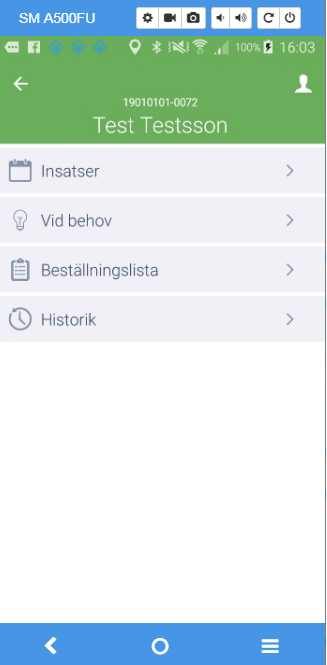 SM A500FU
100% 16:03
19010101-0072
Test Testsson
Insatser
Vid behov
Beställningslista
Historik